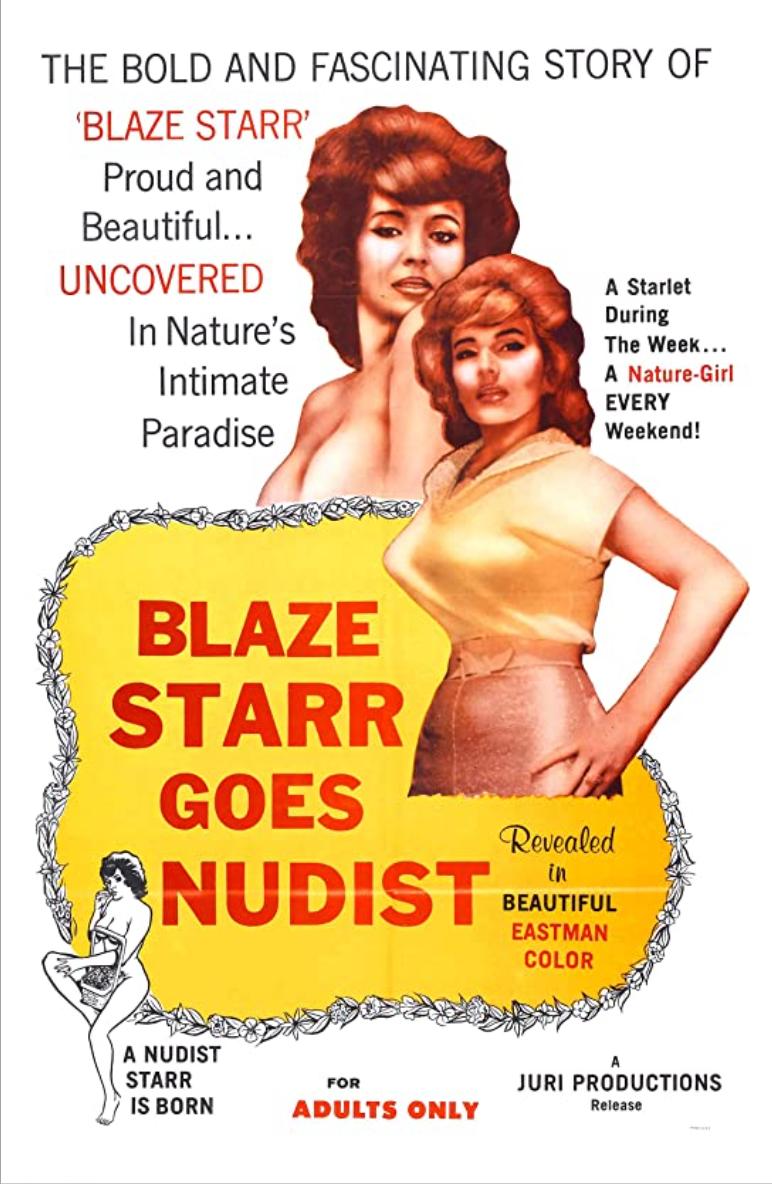 THE BOLD AND FASCINATING STORY OF
'BLAZE STARR'
Proud and
Beautiful...
UNCOVERED
In Nature's
Intimate
Paradise
A Starlet
During
The Week...
A Nature-Girl
EVERY
Weekend!
BLAZE
STARR
GOES
NUDIST
Revealed
in
BEAUTIFUL
EASTMAN
COLOR
A NUDIST
STARR
IS BORN
FOR
ADULTS ONLY
A
JURI PRODUCTIONS
Release